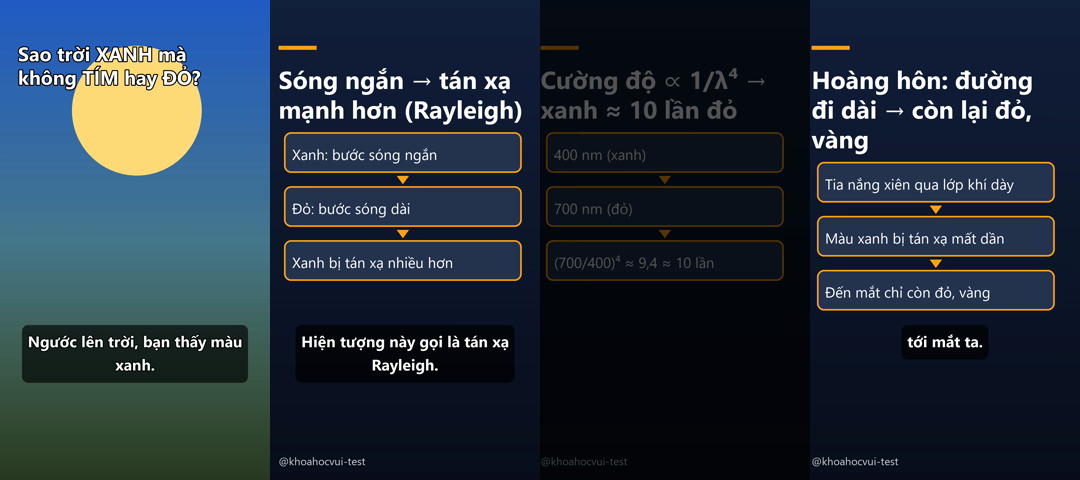 Sao trời XANH mà
không TÍM hay ĐỎ?
Ngước lên trời, bạn thấy màu
xanh.
Sóng ngắn → tán xạ
mạnh hơn (Rayleigh)
Xanh: bước sóng ngắn
Đỏ: bước sóng dài
Xanh bị tán xạ nhiều hơn
Hiện tượng này gọi là tán xạ
Rayleigh.
@khoahocvui-test
Cường độ ∝ 1/λ⁴ →
xanh ≈ 10 lần đỏ
400 nm (xanh)
700 nm (đỏ)
(700/400)⁴ ≈ 9,4 ≈ 10 lần
@khoahocvui-test
Hoàng hôn: đường
đi dài → còn lại đỏ,
vàng
Tia nắng xiên qua lớp khí dày
Màu xanh bị tán xạ mất dần
Đến mắt chỉ còn đỏ, vàng
tới mắt ta.
@khoahocvui-test